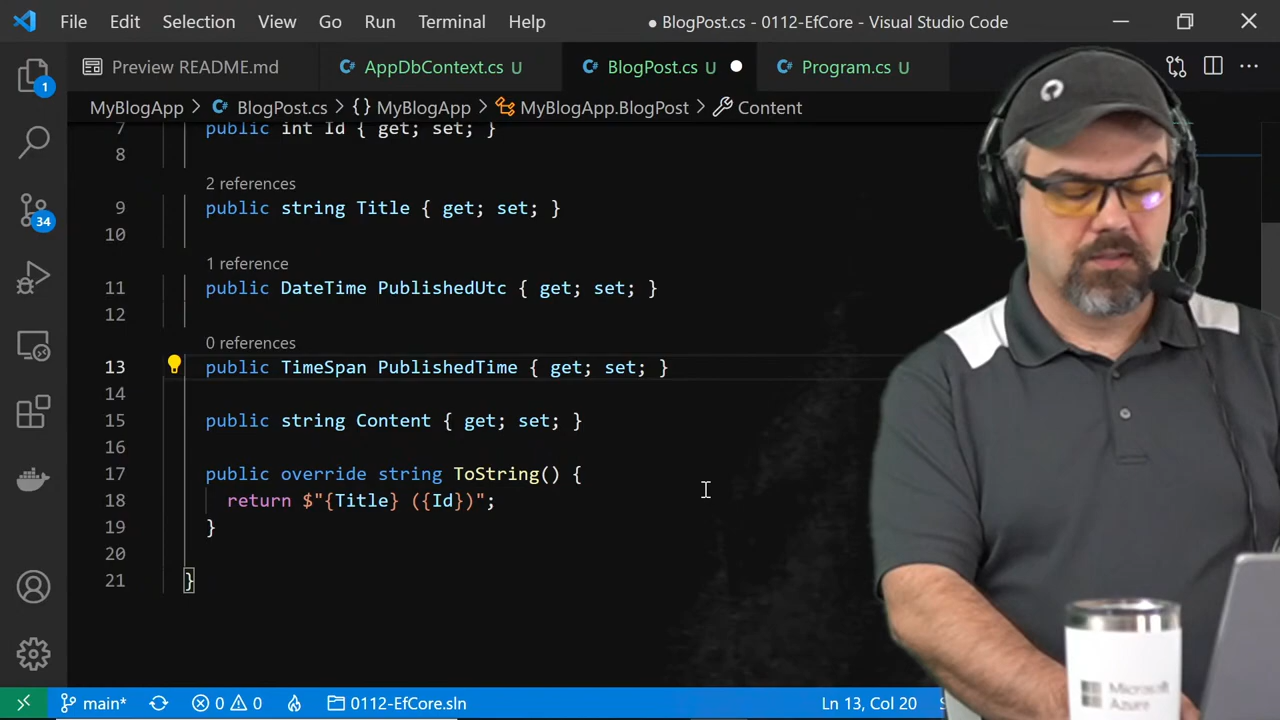 File Edit Selection View Go Run Terminal Help ● BlogPost.cs - 0112-EfCore - Visual Studio Code
Preview README.md C# AppDbContext.cs U C# BlogPost.cs U ● C# Program.cs U
MyBlogApp > C# BlogPost.cs > {} MyBlogApp > MyBlogApp.BlogPost > Content
1
7 public int Id { get; set; }
8
2 references
9 public string Title { get; set; }
10
34
1 reference
11 public DateTime PublishedUtc { get; set; }
12
0 references
13 public TimeSpan PublishedTime { get; set; }
14
15 public string Content { get; set; }
16
17 public override string ToString() {
18 return $"{Title} ({Id})";
19 }
20
21 }
Microsoft
Azure
main* 0 0 0112-EfCore.sln Ln 13, Col 20